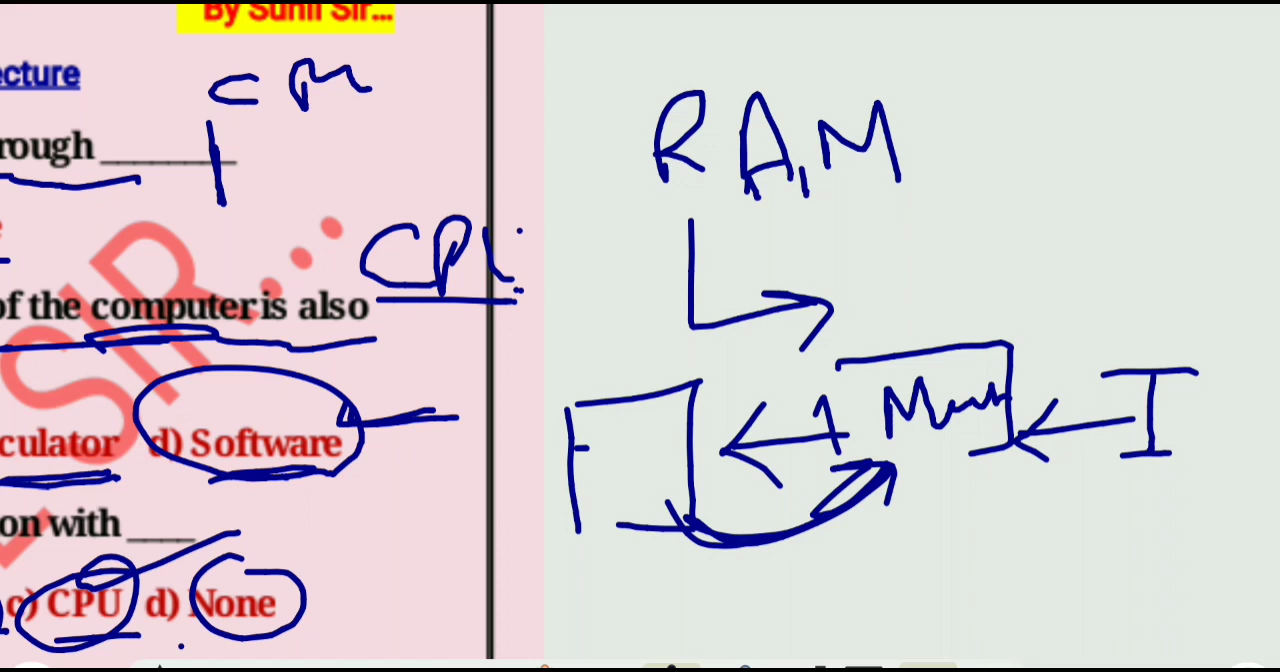 By Sunil Sir...
ecture
rough ________
of the computer is also
culator d) Software
on with ____
c) CPU d) None
SIR...
CPU
RAM
I